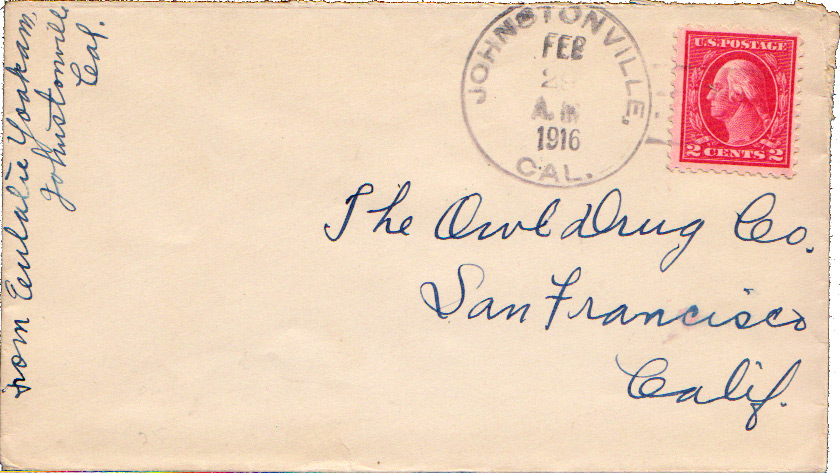 from Eulalie Yoakam,
Johnstonville
Cal.
JOHNSTONVILLE,
FEB
A.M.
1916
CAL.
U.S. POSTAGE
2 CENTS 2
The Owl Drug Co.
San Francisco
Calif.